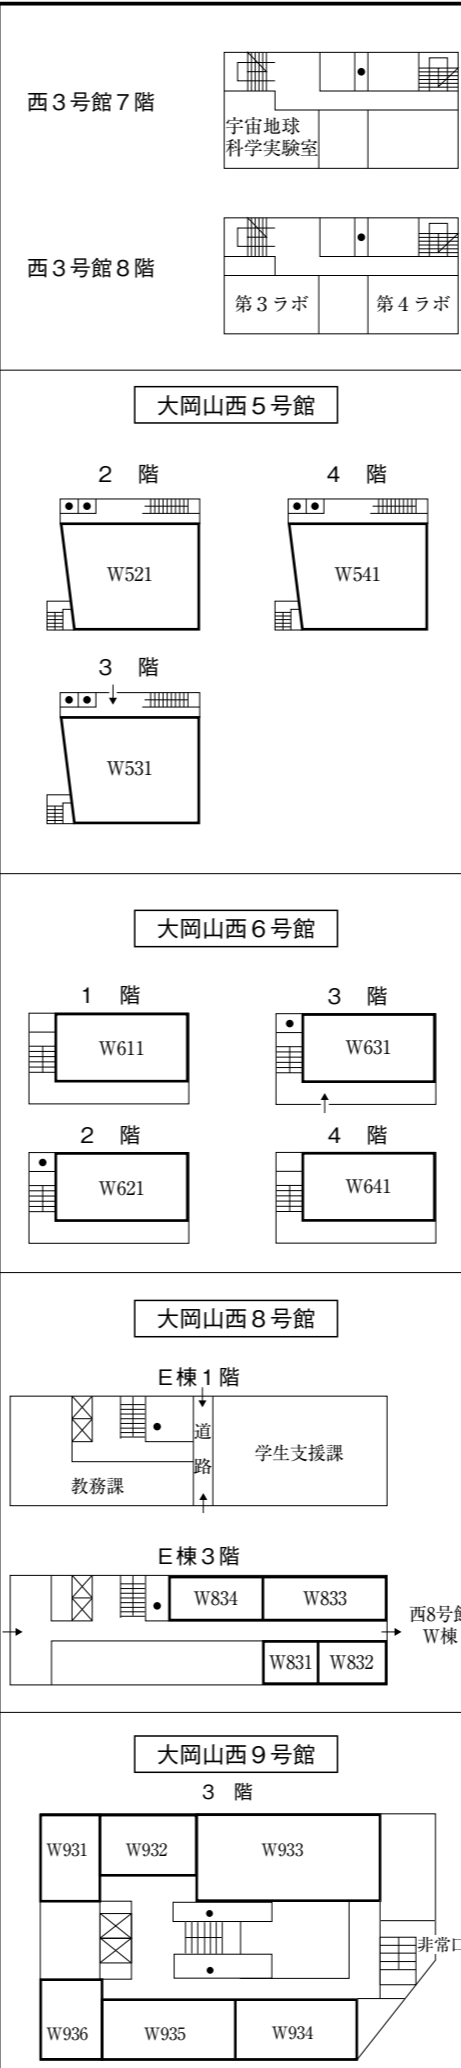 西３号館７階
宇宙地球
科学実験室
西３号館８階
第３ラボ
第４ラボ
大岡山西５号館
２　階
４　階
W521
W541
３　階
W531
大岡山西６号館
１　階
３　階
W611
W631
２　階
４　階
W621
W641
大岡山西８号館
Ｅ棟１階
道
路
学生支援課
教務課
Ｅ棟３階
W834
W833
西8号館
W棟
W831
W832
大岡山西９号館
３　階
W931
W932
W933
非常口
W936
W935
W934